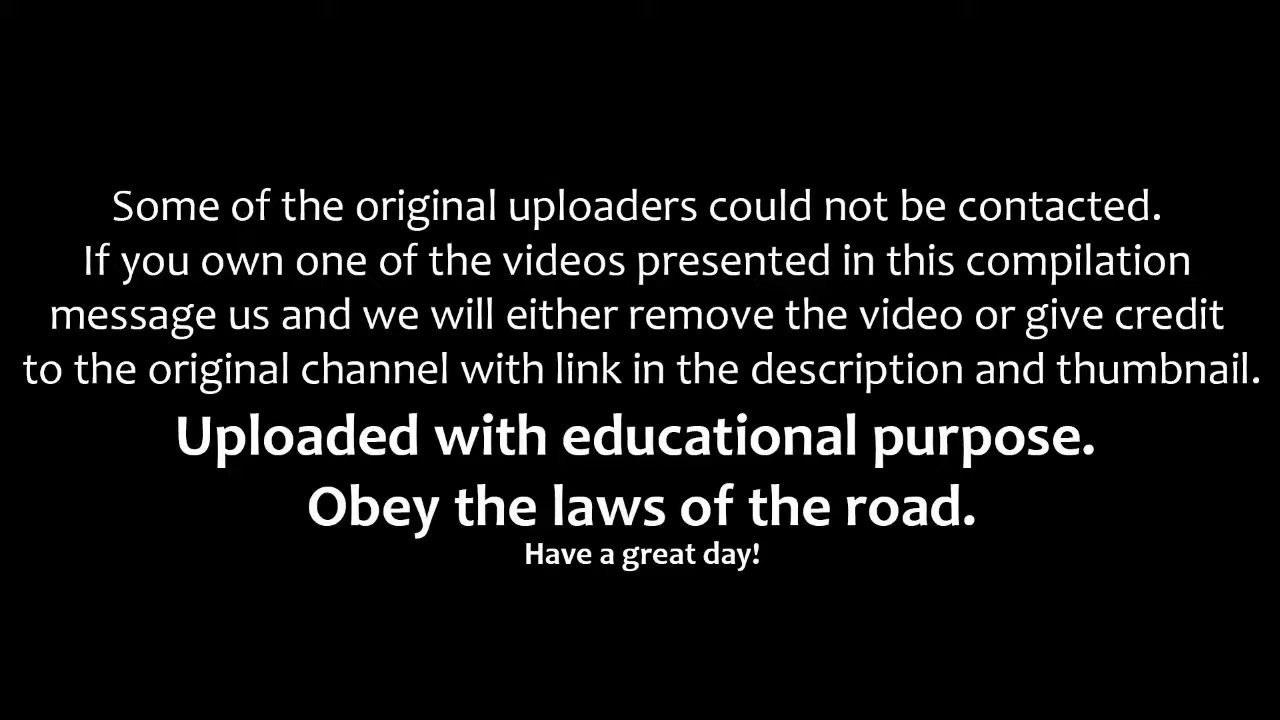 Some of the original uploaders could not be contacted.
If you own one of the videos presented in this compilation
message us and we will either remove the video or give credit
to the original channel with link in the description and thumbnail.
Uploaded with educational purpose.
Obey the laws of the road.
Have a great day!